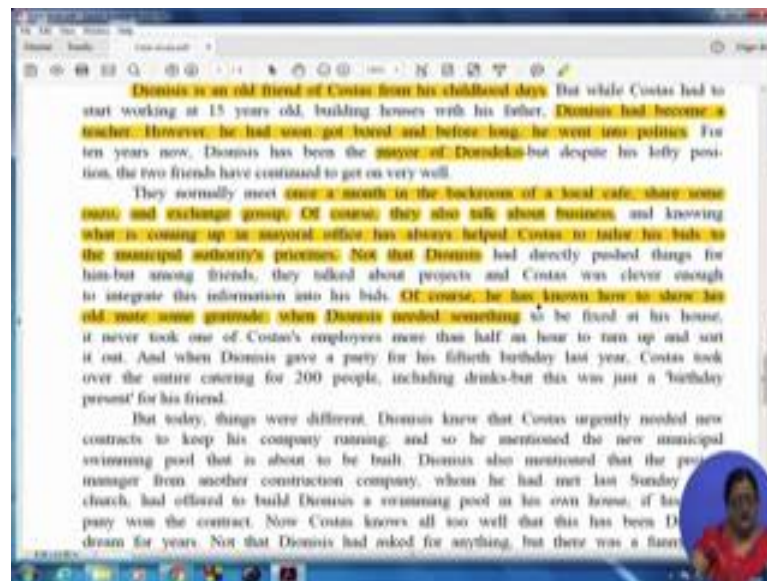 Dionisis is an old friend of Costas from his childhood days. But while Costas had to
start working at 15 years old, building houses with his father, Dionisis had become a
teacher. However, he had soon got bored and before long, he went into politics. For
ten years now, Dionisis has been the mayor of -but despite his lofty posi-
tion, the two friends have continued to get on very well.
They normally meet once a month in the backroom of a local cafe, share some
ouzo, and exchange gossip. Of course, they also talk about business, and knowing
what is coming up in mayoral office has always helped Costas to tailor his bids to
the municipal authority's priorities. Not that Dionisis had directly pushed things for
him-but among friends, they talked about projects and Costas was clever enough
to integrate this information into his bids. Of course, he has known how to show his
old mate some gratitude: when Dionisis needed something to be fixed at his house,
it never took one of Costas's employees more than half an hour to turn up and sort
it out. And when Dionisis gave a party for his fiftieth birthday last year, Costas took
over the entire catering for 200 people, including drinks-but this was just a 'birthday
present' for his friend.
But today, things were different. Dionisis knew that Costas urgently needed new
contracts to keep his company running, and so he mentioned the new municipal
swimming pool that is about to be built. Dionisis also mentioned that the
manager from another construction company, whom he had met last Sunday
church, had offered to build Dionisis a swimming pool in his own house, if his
pany won the contract. Now Costas knows all too well that this has been
dream for years. Not that Dionisis had asked for anything, but there was a